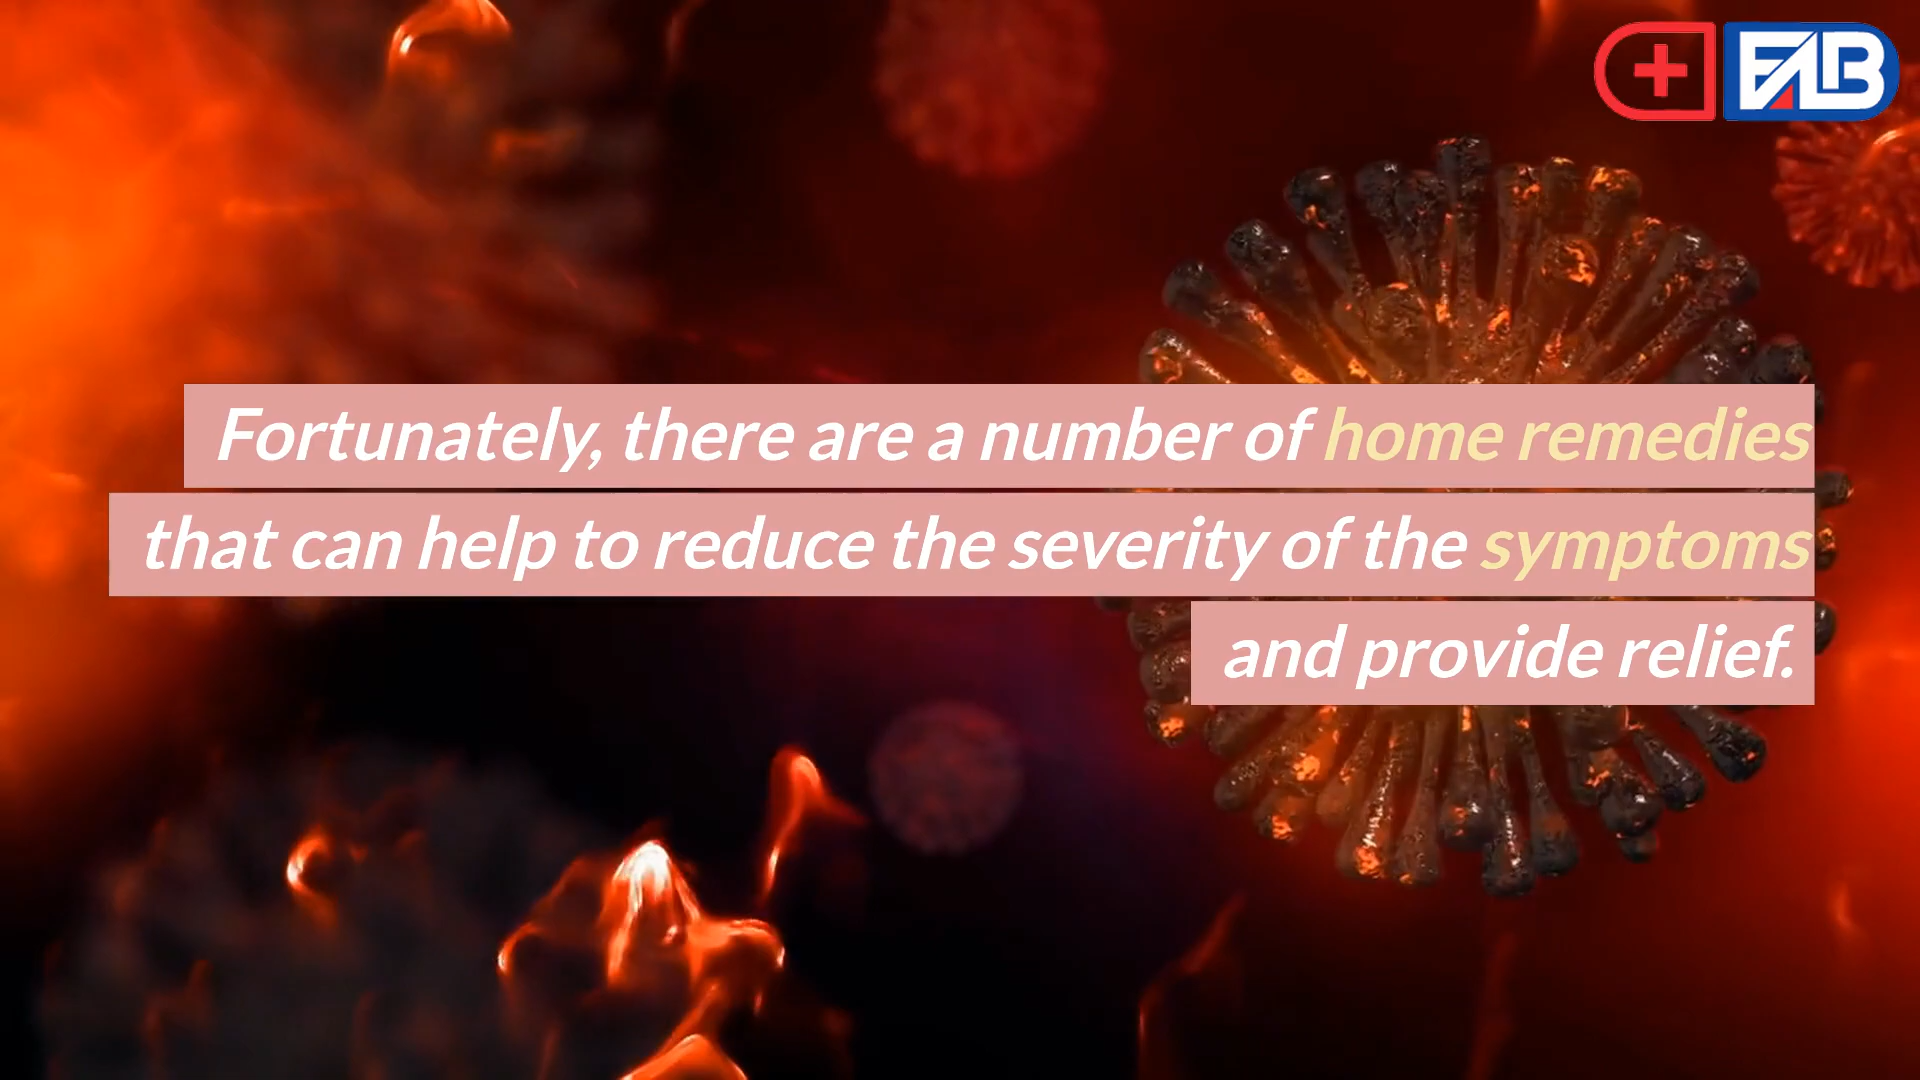 FAB
Fortunately, there are a number of home remedies
that can help to reduce the severity of the symptoms
and provide relief.